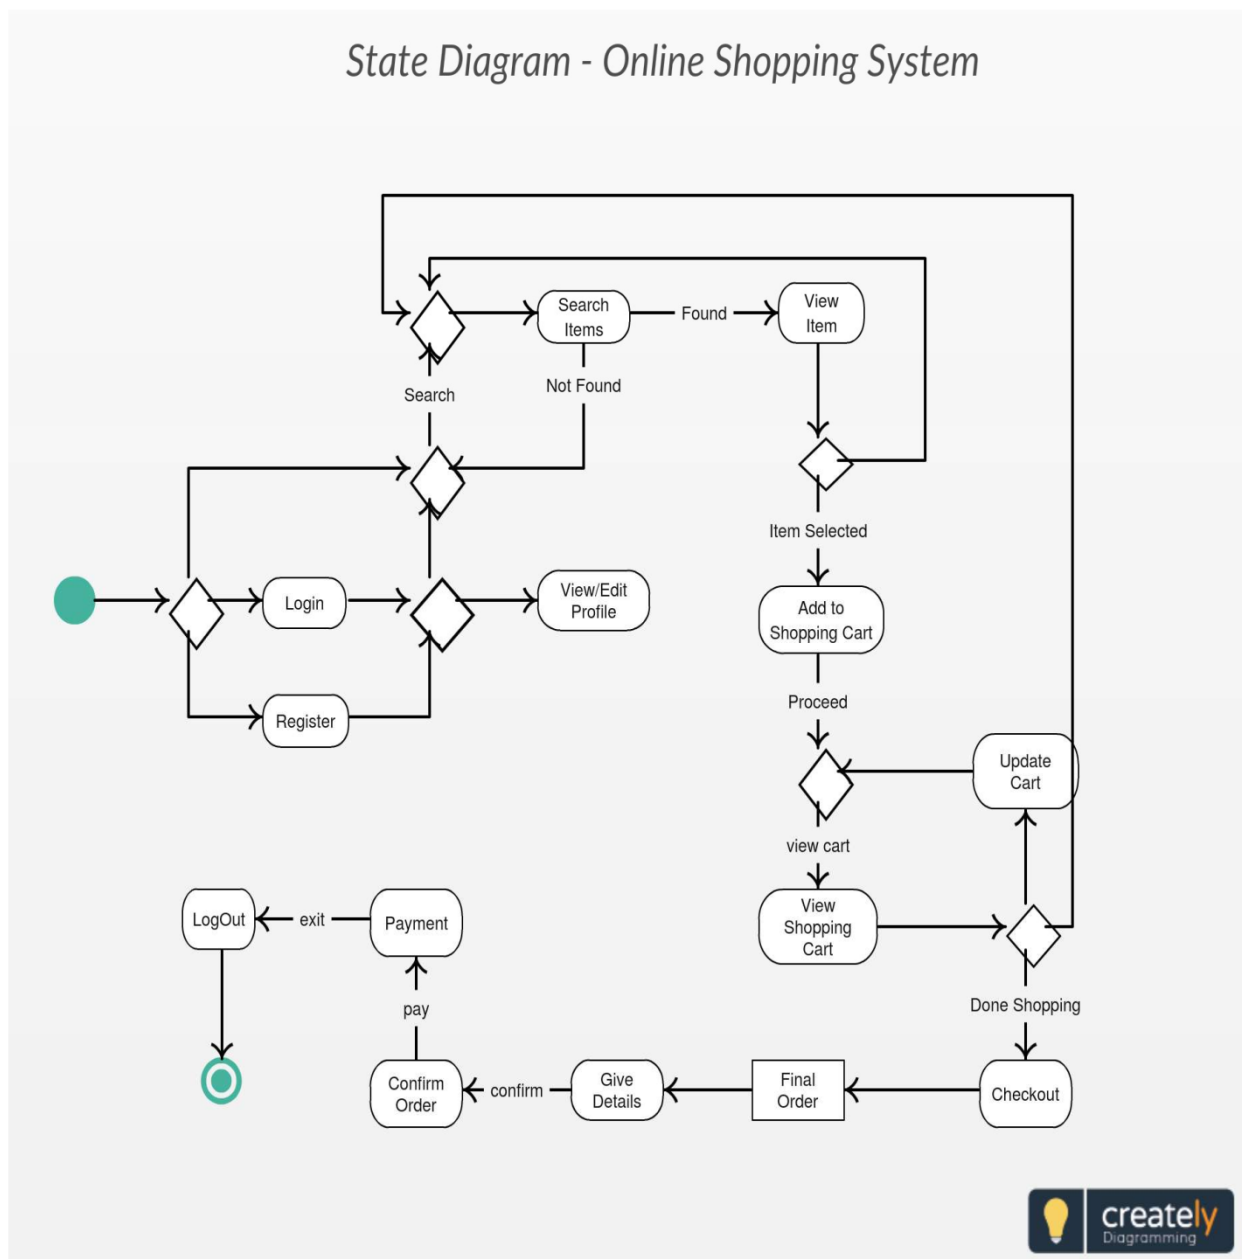 State Diagram - Online Shopping System
Search
Items
Found
View
Item
Not Found
Search
Item Selected
Login
View/Edit
Profile
Add to
Shopping Cart
Register
Proceed
Update
Cart
view cart
LogOut
exit
Payment
View
Shopping
Cart
pay
Done Shopping
Confirm
Order
confirm
Give
Details
Final
Order
Checkout
creately
Diagramming